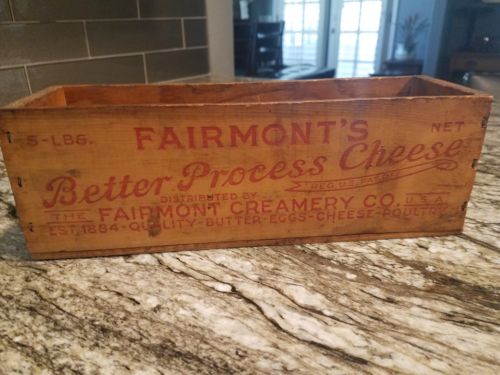 5-LBS. FAIRMONT'S NET
Better Process Cheese
REG.U.S.PAT.OFF.
DISTRIBUTED BY
THE FAIRMONT CREAMERY CO. U.S.A.
EST.1884-QUALITY-BUTTER-EGGS-CHEESE-POULTRY